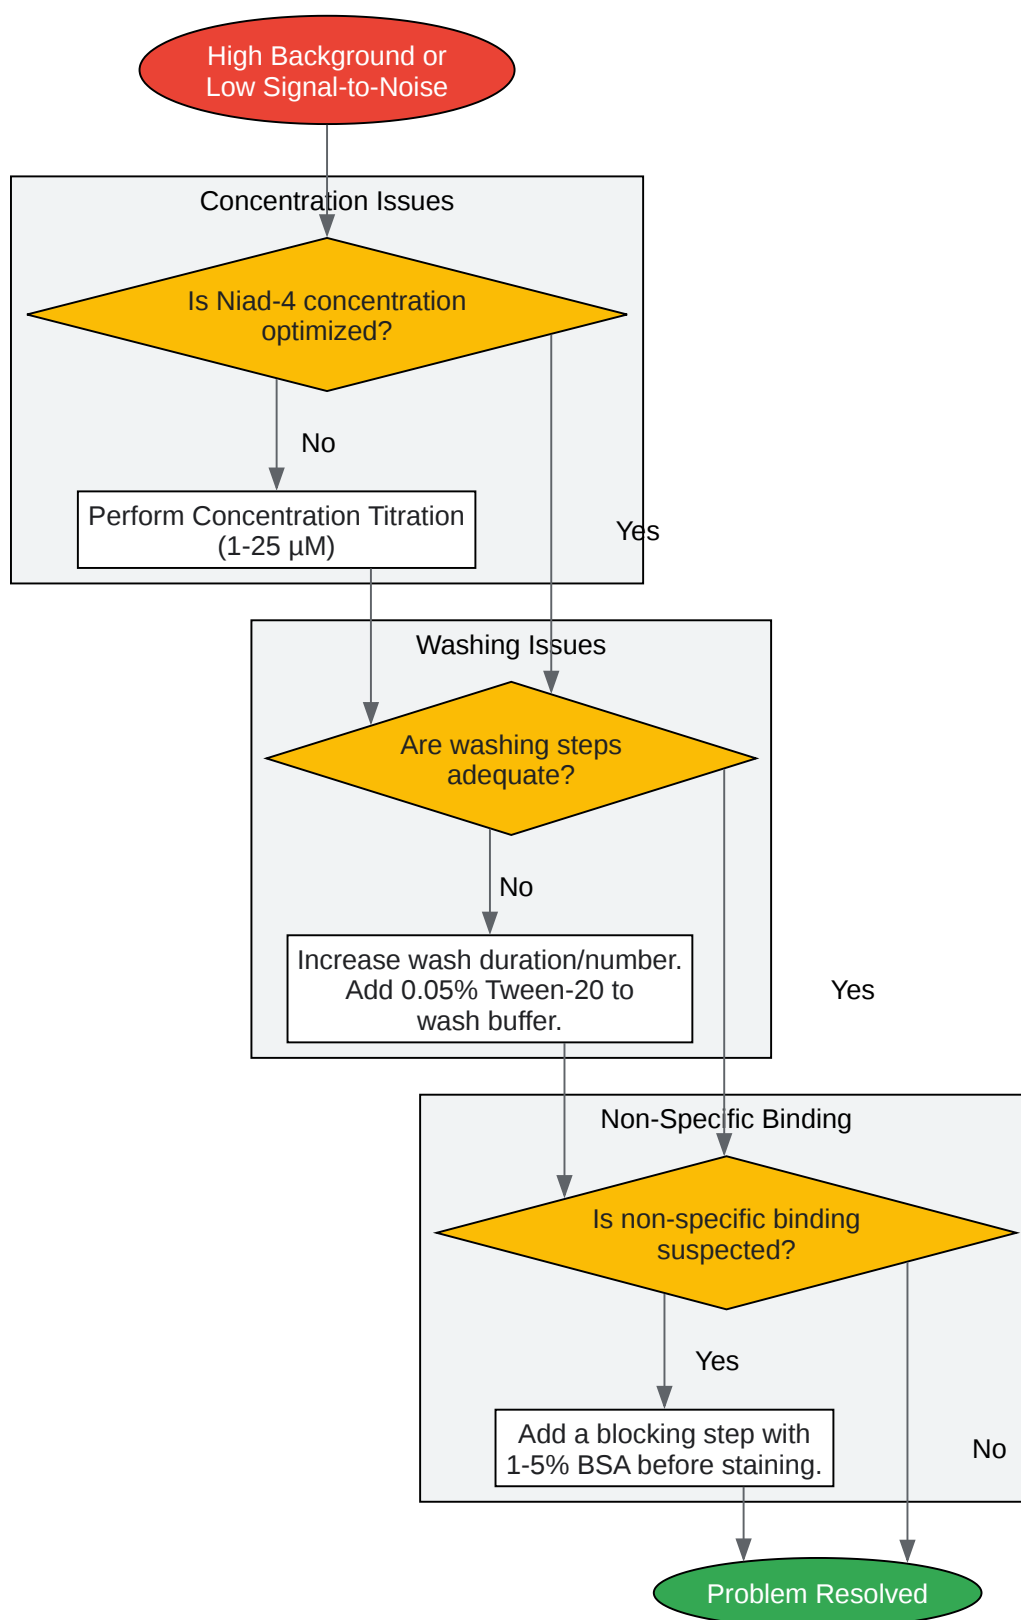 High Background or
Low Signal-to-Noise
Concentration Issues
Is Niad-4 concentration
optimized?
No
Perform Concentration Titration
(1-25 µM)
Yes
Washing Issues
Are washing steps
adequate?
No
Increase wash duration/number.
Add 0.05% Tween-20 to
wash buffer.
Yes
Non-Specific Binding
Is non-specific binding
suspected?
Yes
Add a blocking step with
1-5% BSA before staining.
No
Problem Resolved